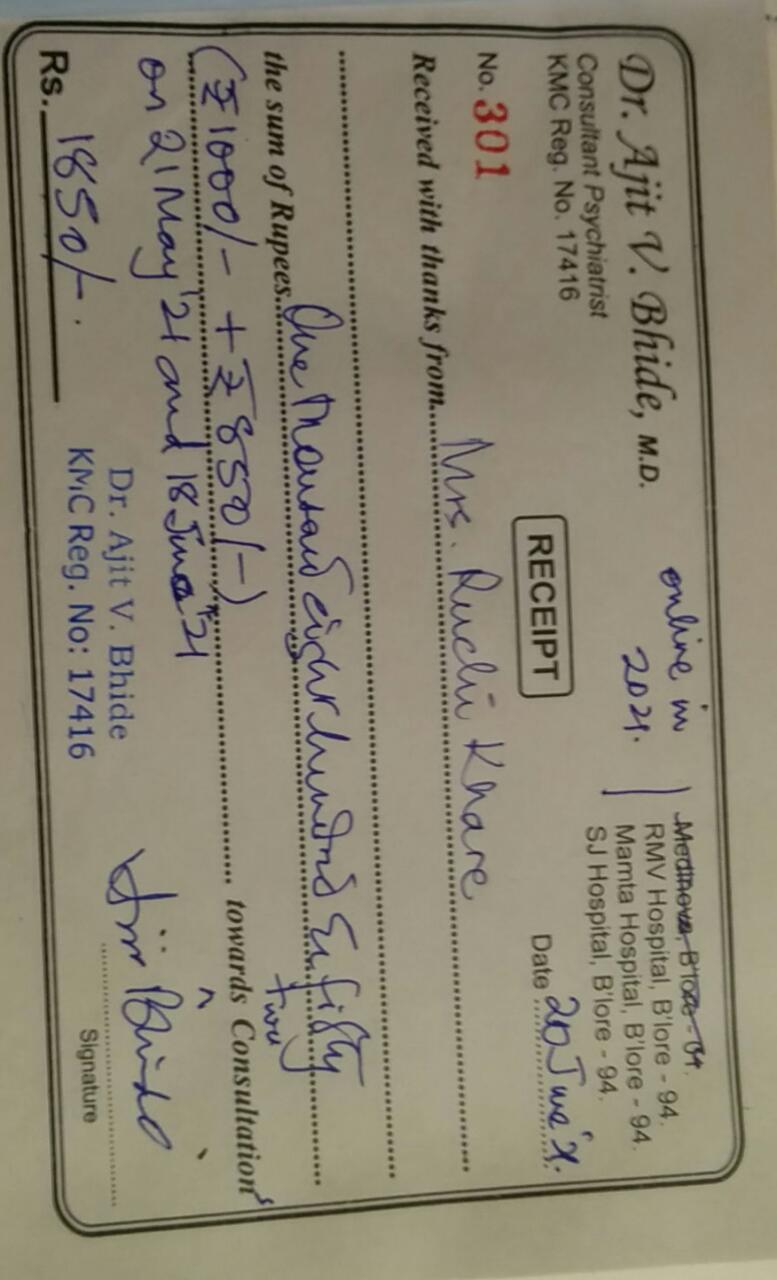 Dr. Ajit V. Bhide, M.D.
Consultant Psychiatrist
KMC Reg. No. 17416
online in
2021.
Medinova, B'lore - 94.
RMV Hospital, B'lore - 94.
Mamta Hospital, B'lore - 94.
SJ Hospital, B'lore - 94.
RECEIPT
No. 301
Date 20 June '21.
Received with thanks from Mrs. Ruchi Khare
the sum of Rupees One Thousand eight hundred & fifty
(₹ 1000/- + ₹ 850/-) towards two Consultations
on 21 May '21 and 18 June '21
Rs. 1850/-.
Dr. Ajit V. Bhide
KMC Reg. No: 17416
Ajit Bhide
Signature